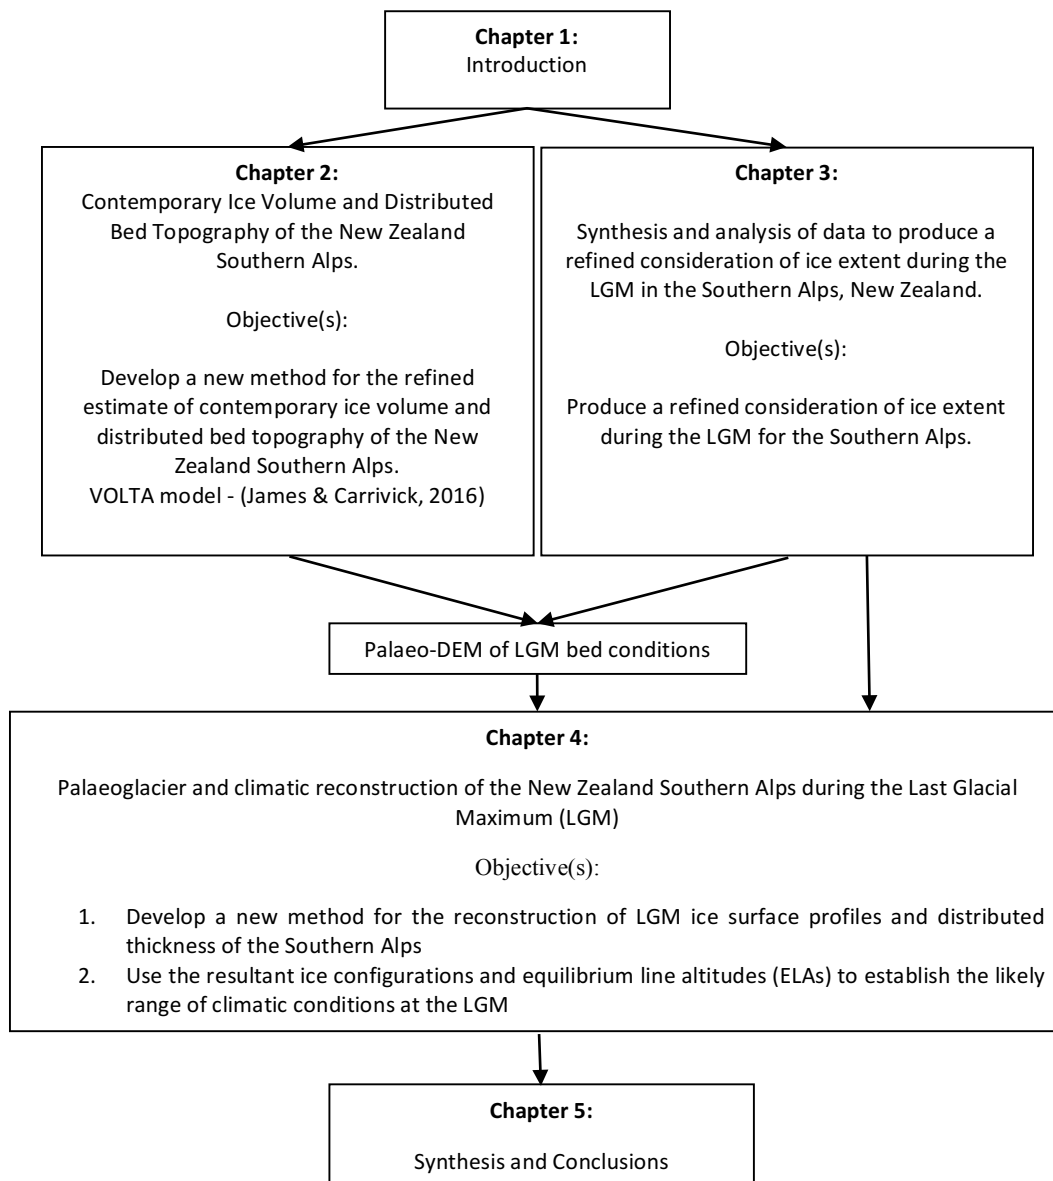 Chapter 1:
Introduction
Chapter 2:
Contemporary Ice Volume and Distributed
Bed Topography of the New Zealand
Southern Alps.
Objective(s):
Develop a new method for the refined
estimate of contemporary ice volume and
distributed bed topography of the New
Zealand Southern Alps.
VOLTA model - (James & Carrivick, 2016)
Chapter 3:
Synthesis and analysis of data to produce a
refined consideration of ice extent during the
LGM in the Southern Alps, New Zealand.
Objective(s):
Produce a refined consideration of ice extent
during the LGM for the Southern Alps.
Palaeo-DEM of LGM bed conditions
Chapter 4:
Palaeoglacier and climatic reconstruction of the New Zealand Southern Alps during the Last Glacial
Maximum (LGM)
Objective(s):
1. Develop a new method for the reconstruction of LGM ice surface profiles and distributed
thickness of the Southern Alps
2. Use the resultant ice configurations and equilibrium line altitudes (ELAs) to establish the likely
range of climatic conditions at the LGM
Chapter 5:
Synthesis and Conclusions